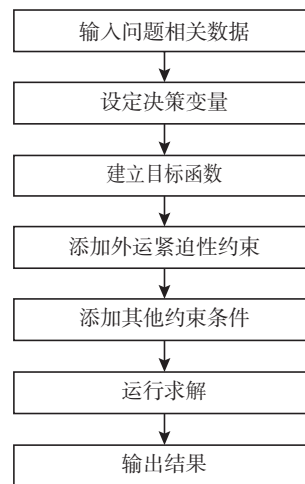 输入问题相关数据
设定决策变量
建立目标函数
添加外运紧迫性约束
添加其他约束条件
运行求解
输出结果